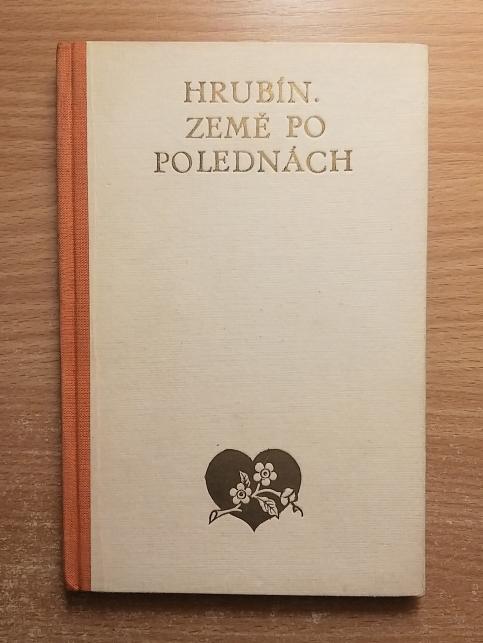 HRUBÍN.
ZEMĚ PO
POLEDNÁCH